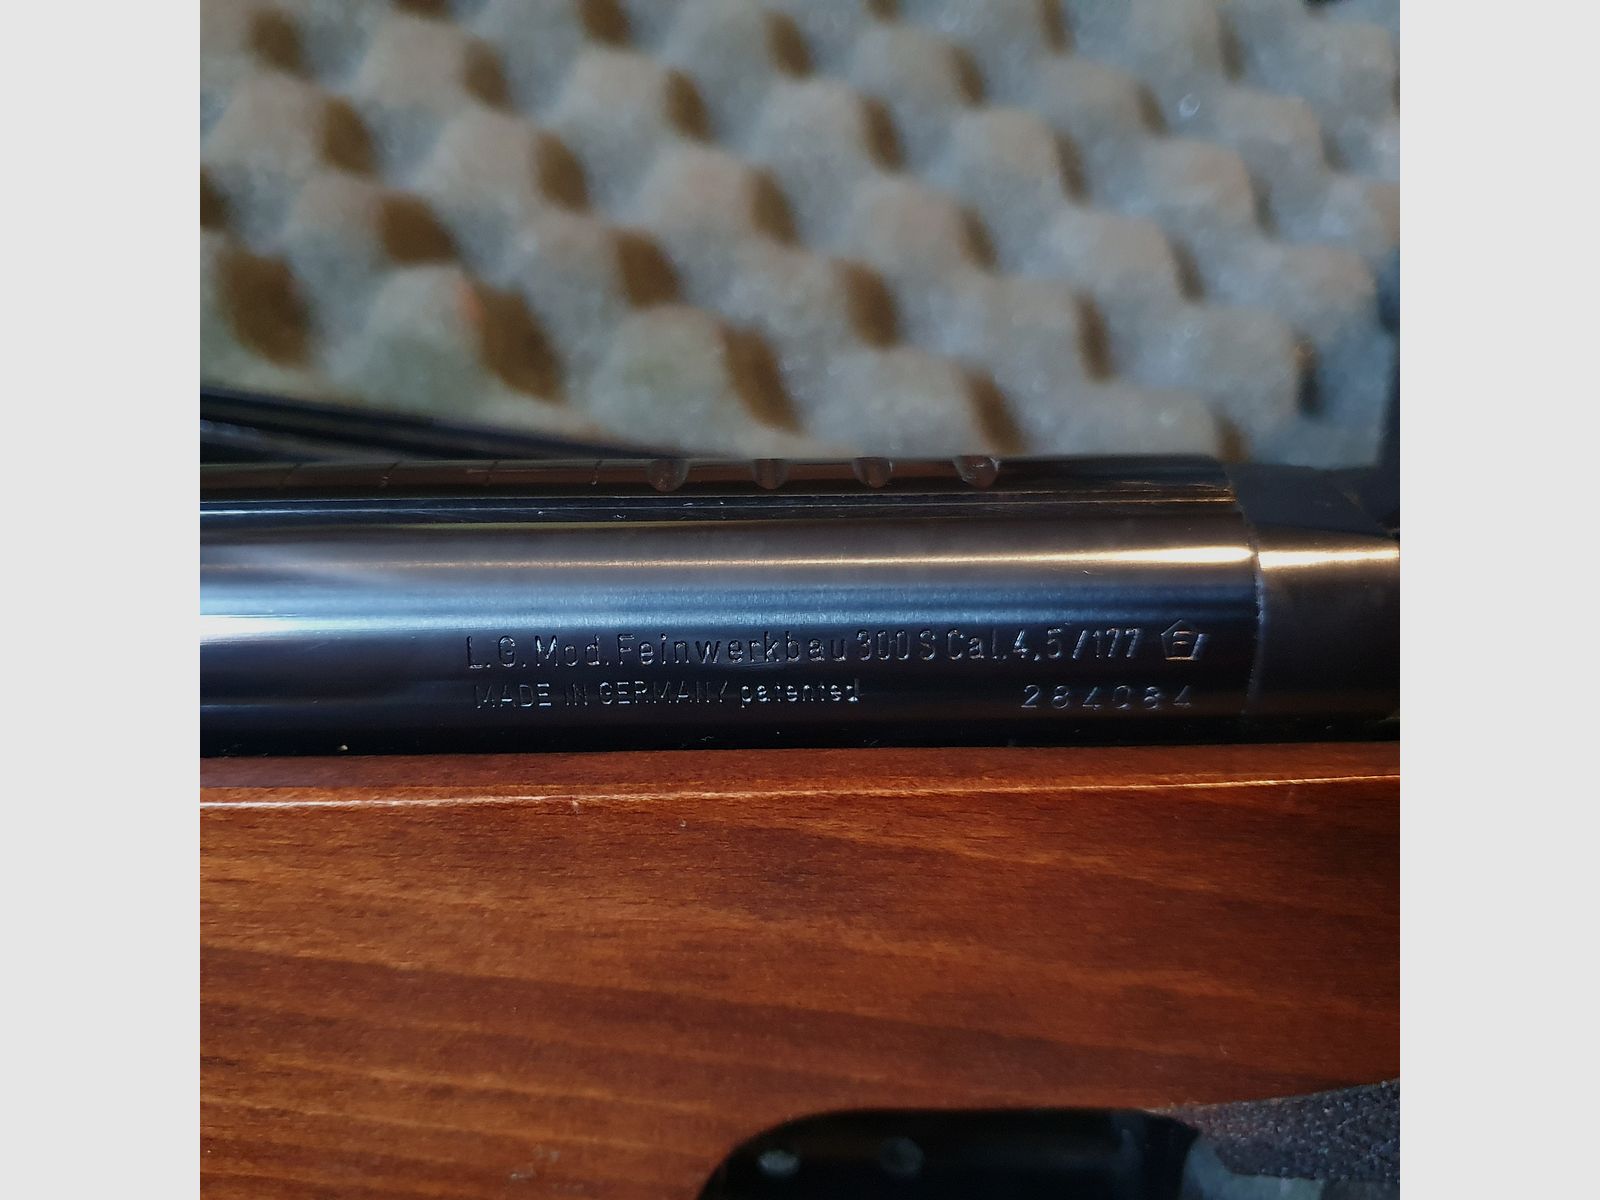 L.G. Mod. Feinwerkbau 300 S Cal. 4,5 / 177 F
MADE IN GERMANY patented 284084